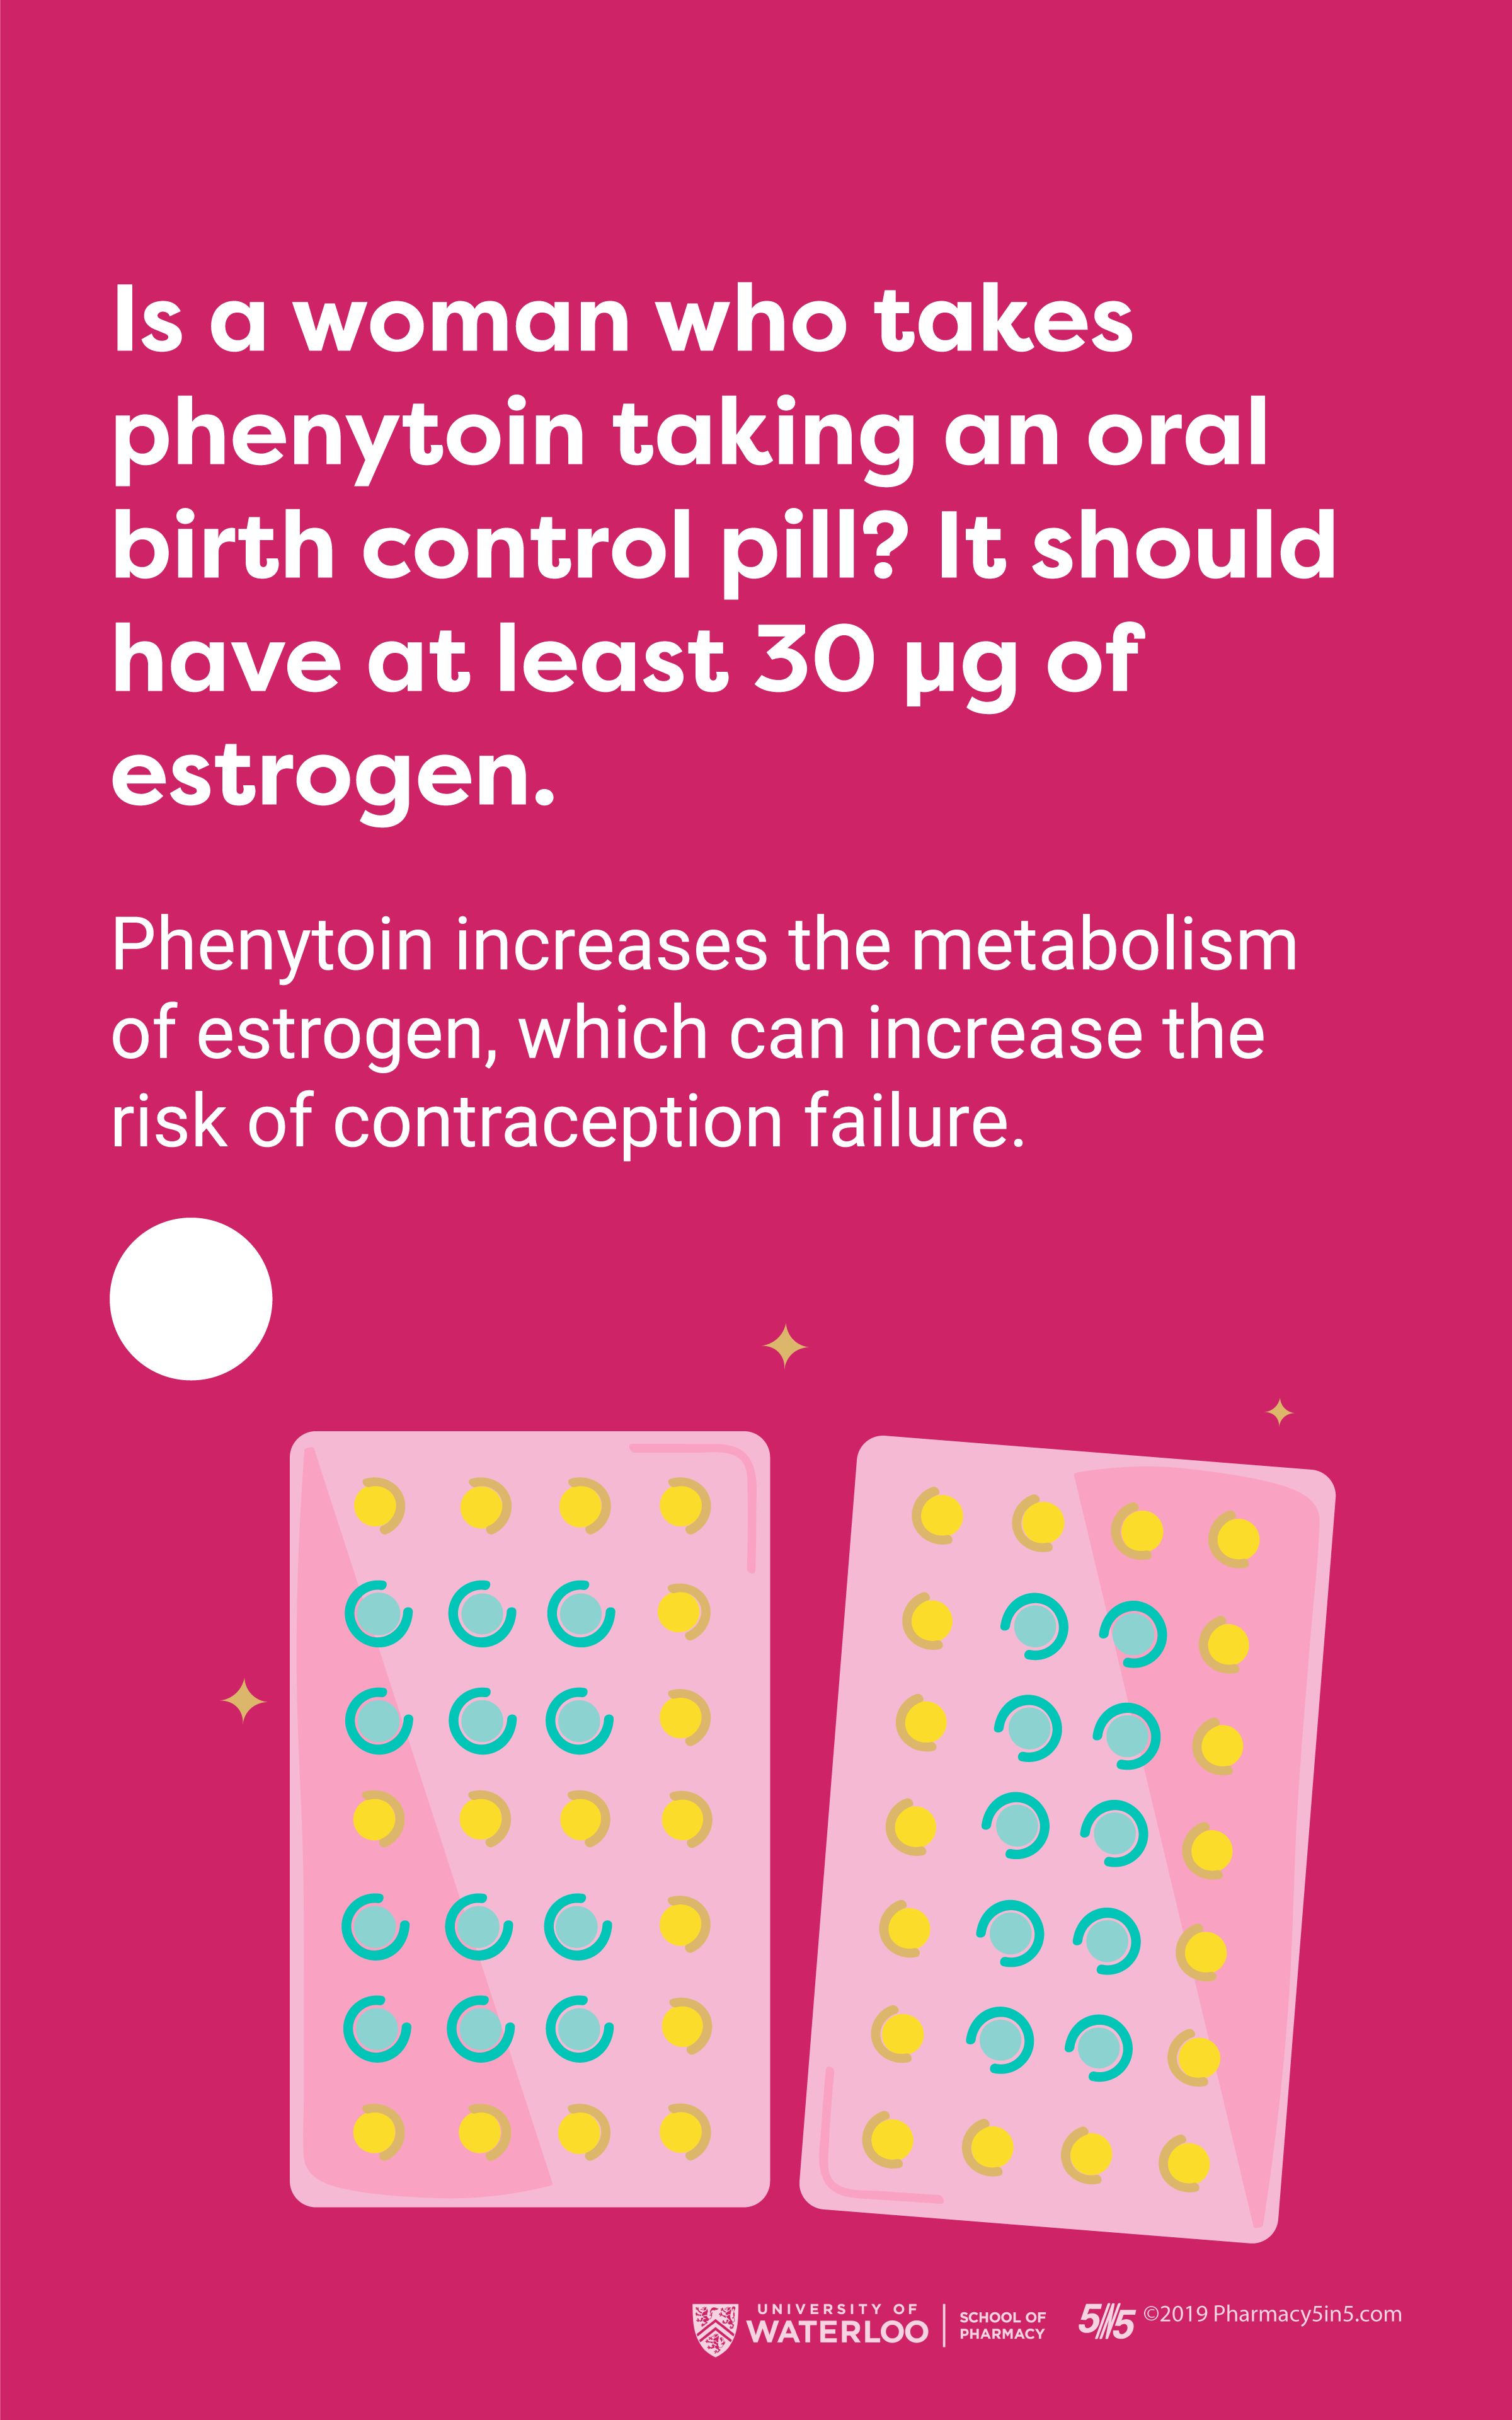 Is a woman who takes
phenytoin taking an oral
birth control pill? It should
have at least 30 µg of
estrogen.
Phenytoin increases the metabolism
of estrogen, which can increase the
risk of contraception failure.
UNIVERSITY OF
WATERLOO
SCHOOL OF
PHARMACY
5///5 ©2019 Pharmacy5in5.com